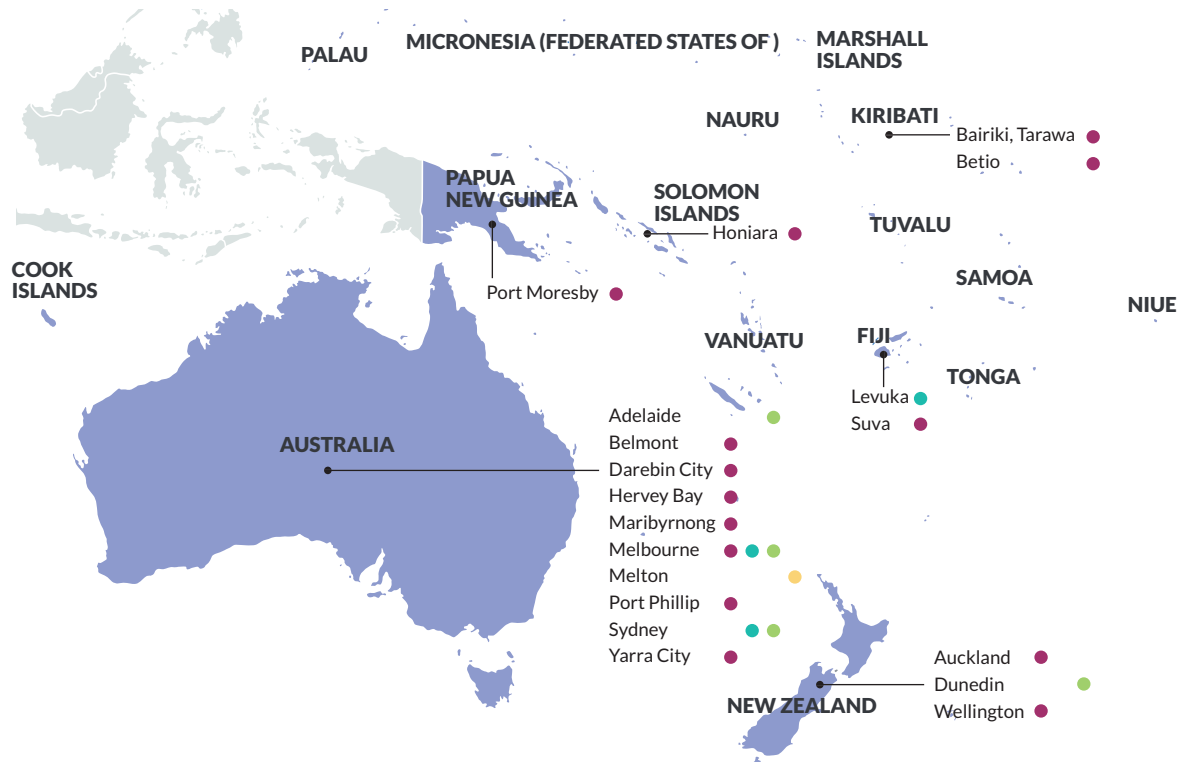 PALAU
MICRONESIA (FEDERATED STATES OF )
MARSHALL
ISLANDS
NAURU
KIRIBATI
Bairiki, Tarawa
Betio
PAPUA
NEW GUINEA
SOLOMON
ISLANDS
Honiara
TUVALU
COOK
ISLANDS
Port Moresby
SAMOA
NIUE
VANUATU
FIJI
TONGA
Levuka
Suva
AUSTRALIA
Adelaide
Belmont
Darebin City
Hervey Bay
Maribyrnong
Melbourne
Melton
Port Phillip
Sydney
Yarra City
NEW ZEALAND
Auckland
Dunedin
Wellington